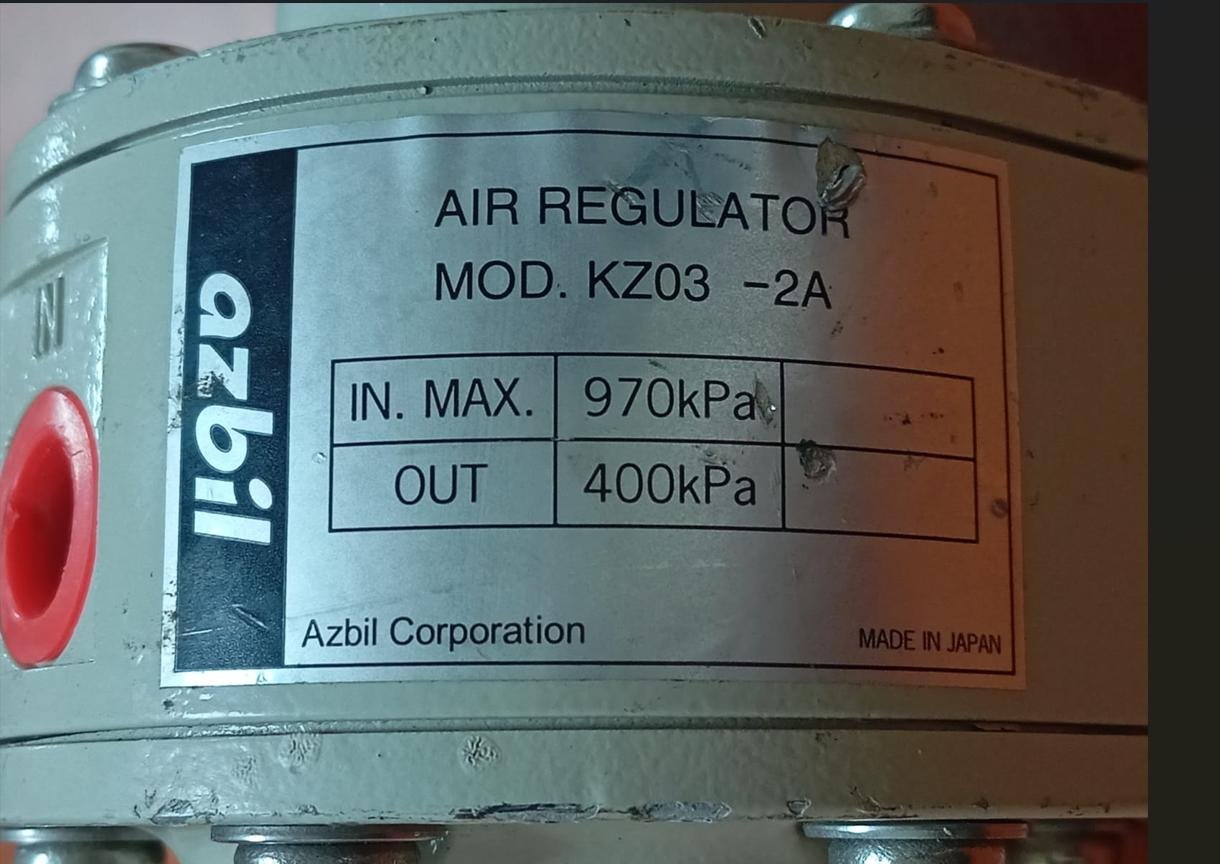 IN
azbil
AIR REGULATOR
MOD. KZ03 -2A
IN. MAX. 970kPa
OUT 400kPa
Azbil Corporation
MADE IN JAPAN